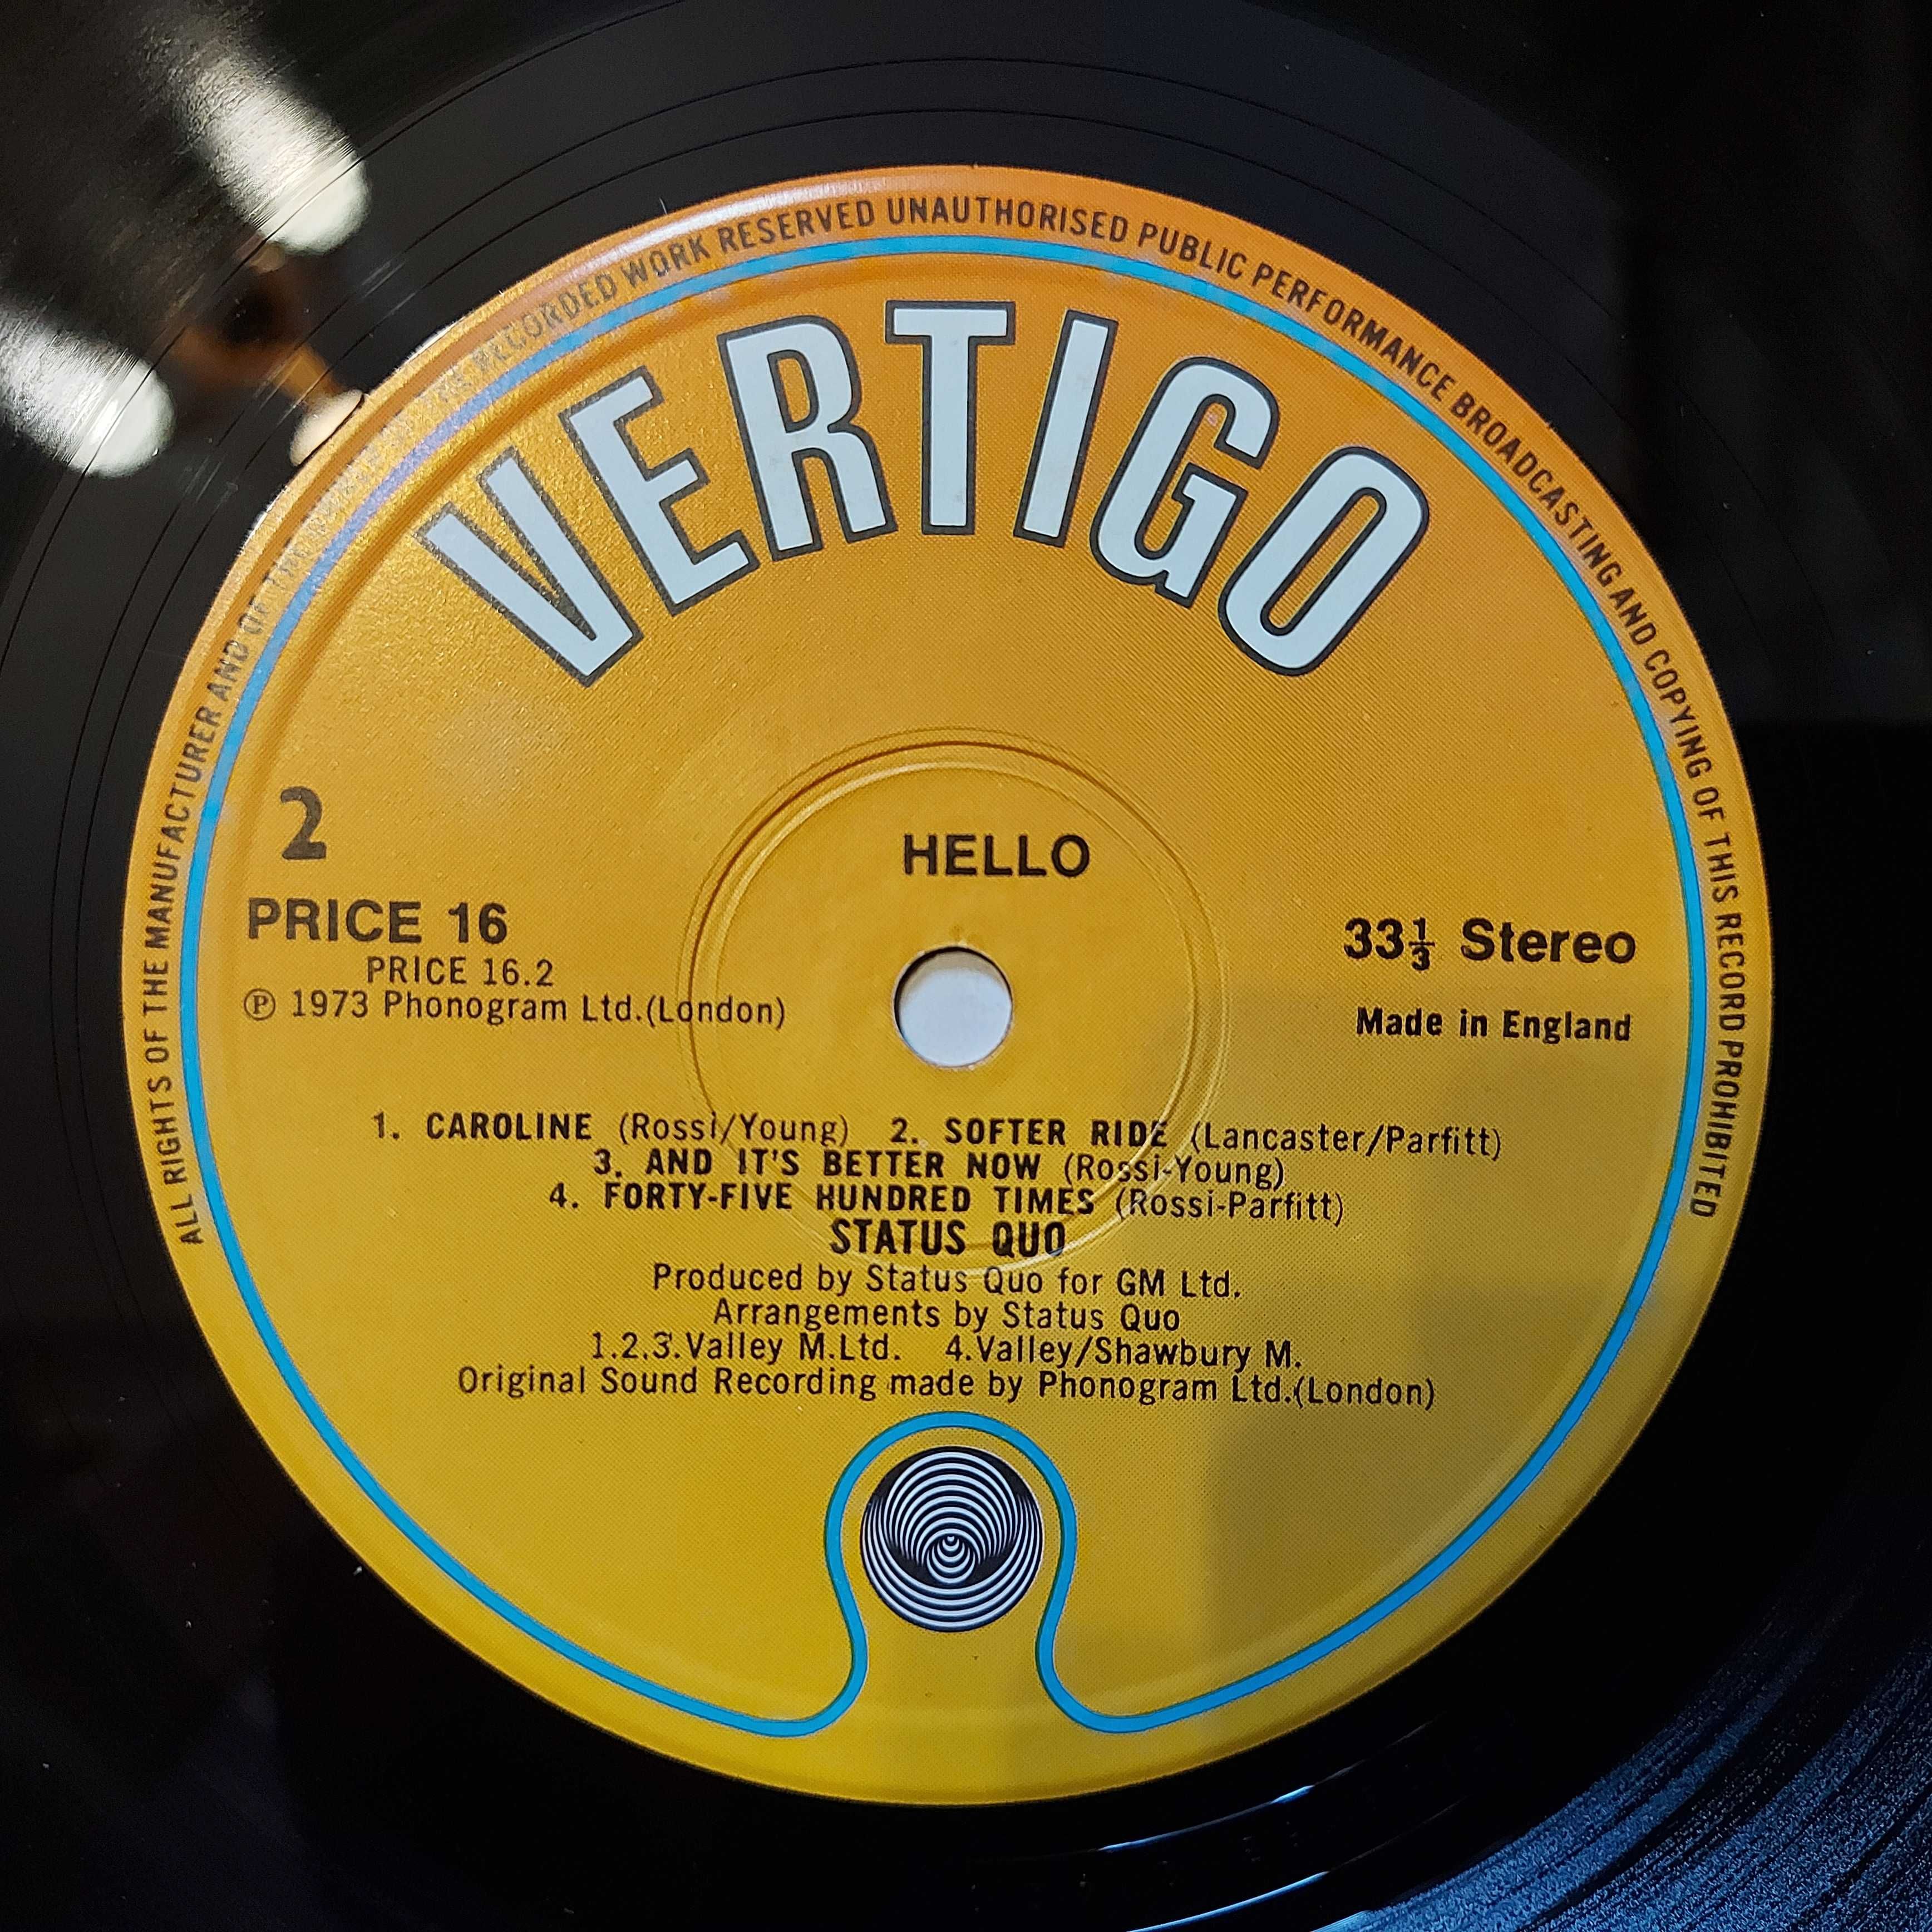 ALL RIGHTS OF THE MANUFACTURER AND OF THE RECORDED WORK RESERVED UNAUTHORISED PUBLIC PERFORMANCE BROADCASTING AND COPYING OF THIS RECORD PROHIBITED
VERTIGO
2
HELLO
PRICE 16
PRICE 16.2
℗ 1973 Phonogram Ltd.(London)
33⅓ Stereo
Made in England
1. CAROLINE (Rossi/Young) 2. SOFTER RIDE (Lancaster/Parfitt)
3. AND IT'S BETTER NOW (Rossi-Young)
4. FORTY-FIVE HUNDRED TIMES (Rossi-Parfitt)
STATUS QUO
Produced by Status Quo for GM Ltd.
Arrangements by Status Quo
1.2.3.Valley M.Ltd. 4.Valley/Shawbury M.
Original Sound Recording made by Phonogram Ltd.(London)